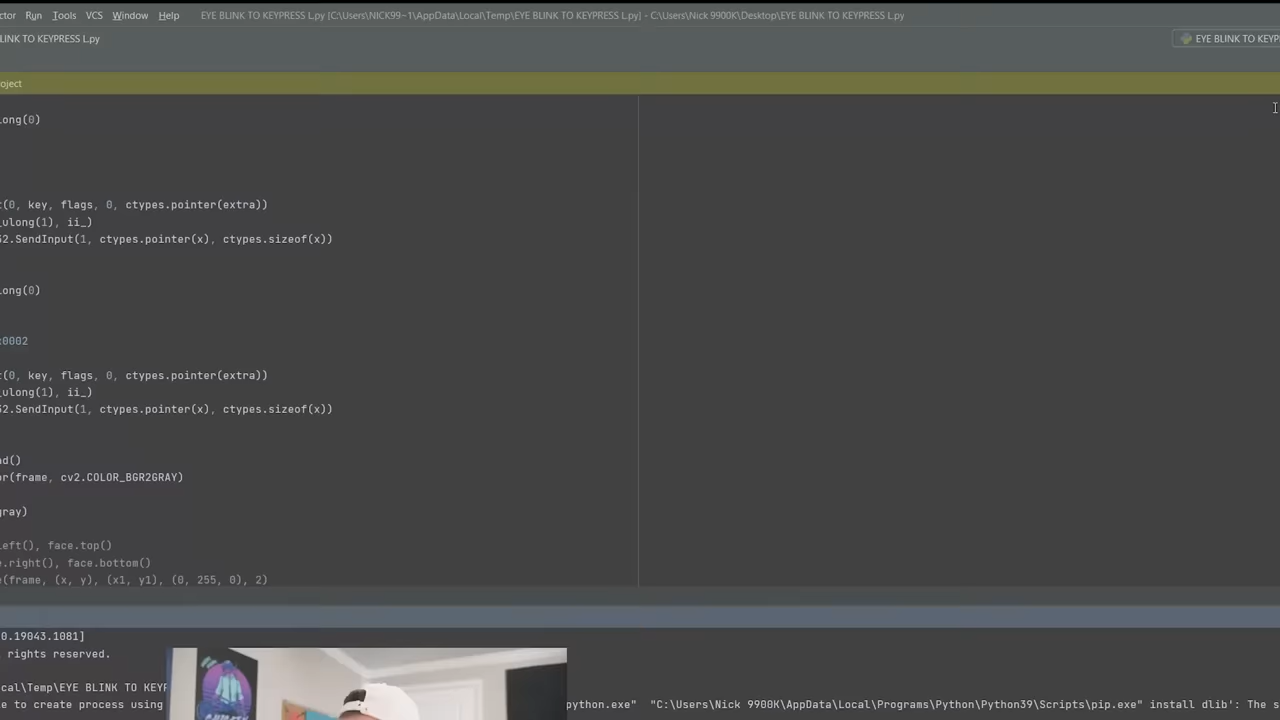 ctor Run Tools VCS Window Help EYE BLINK TO KEYPRESS L.py [C:\Users\NICK99~1\AppData\Local\Temp\EYE BLINK TO KEYPRESS L.py] - C:\Users\Nick 9900K\Desktop\EYE BLINK TO KEYPRESS L.py
LINK TO KEYPRESS L.py
EYE BLINK TO KEYP
oject
long(0)
t(0, key, flags, 0, ctypes.pointer(extra))
_ulong(1), ii_)
32.SendInput(1, ctypes.pointer(x), ctypes.sizeof(x))
long(0)
x0002
t(0, key, flags, 0, ctypes.pointer(extra))
_ulong(1), ii_)
32.SendInput(1, ctypes.pointer(x), ctypes.sizeof(x))
ad()
or(frame, cv2.COLOR_BGR2GRAY)
gray)
left(), face.top()
e.right(), face.bottom()
e(frame, (x, y), (x1, y1), (0, 255, 0), 2)
0.19043.1081]
l rights reserved.
cal\Temp\EYE BLINK TO KEYP
le to create process using python.exe" "C:\Users\Nick 9900K\AppData\Local\Programs\Python\Python39\Scripts\pip.exe" install dlib': The s